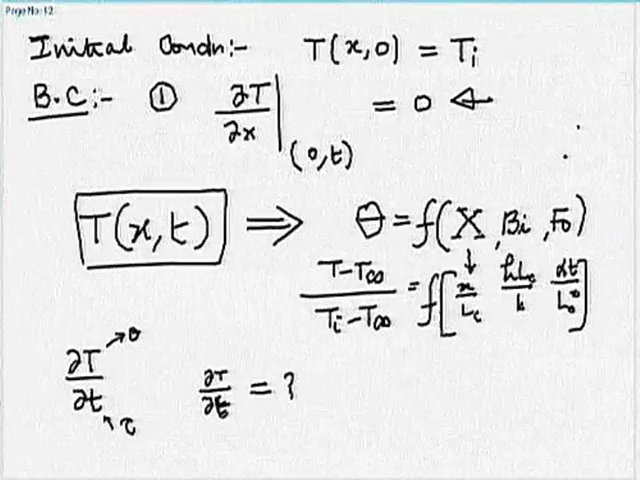 Page No: 12
Initial Condn:- T(x,0) = Ti
B.C:- ① ∂T/∂x |(0,t) = 0
T(x,t) ⟹ θ = f(X, Bi, Fo)
T-T∞ / Ti-T∞ = f[x/Lc hLc/k αt/Lc²]
∂T/∂t → θ τ ∂T/∂t = ?